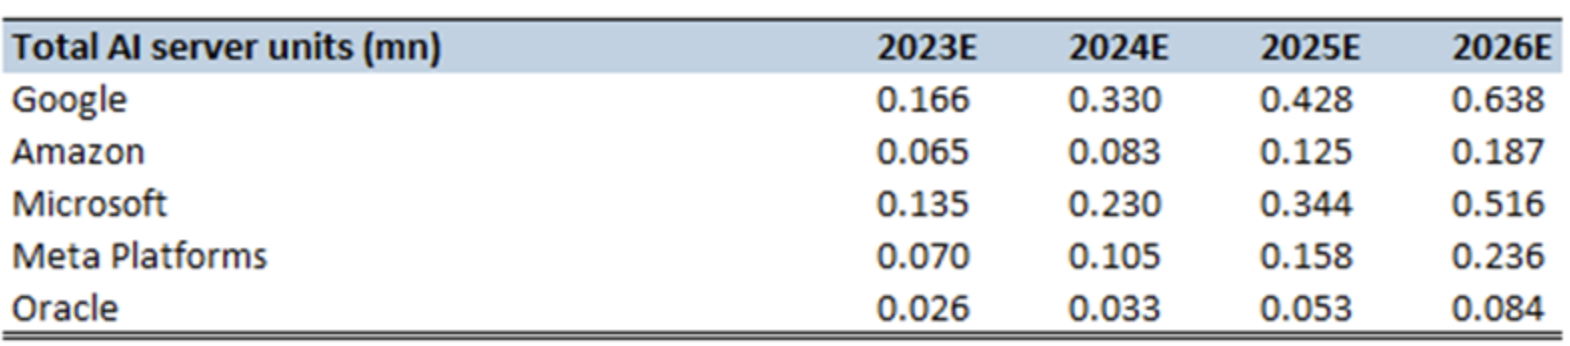 Total AI server units (mn) 2023E 2024E 2025E 2026E
Google 0.166 0.330 0.428 0.638
Amazon 0.065 0.083 0.125 0.187
Microsoft 0.135 0.230 0.344 0.516
Meta Platforms 0.070 0.105 0.158 0.236
Oracle 0.026 0.033 0.053 0.084